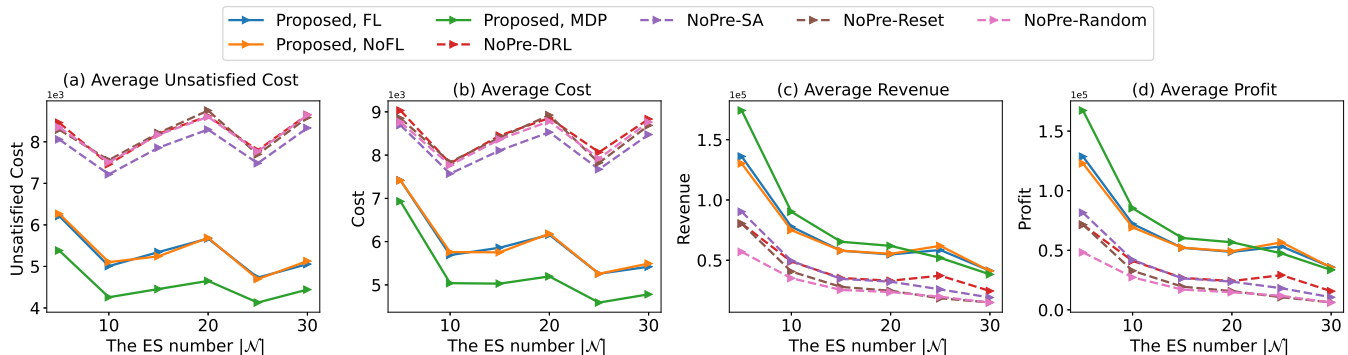 Proposed, FL
Proposed, MDP
NoPre-SA
NoPre-Reset
NoPre-Random
Proposed, NoFL
NoPre-DRL
(a) Average Unsatisfied Cost
1e3
Unsatisfied Cost
8
7
6
5
4
10 20 30
The ES number |𝒩|
(b) Average Cost
1e3
Cost
9
8
7
6
5
10 20 30
The ES number |𝒩|
(c) Average Revenue
1e5
Revenue
1.5
1.0
0.5
10 20 30
The ES number |𝒩|
(d) Average Profit
1e5
Profit
1.5
1.0
0.5
0.0
10 20 30
The ES number |𝒩|